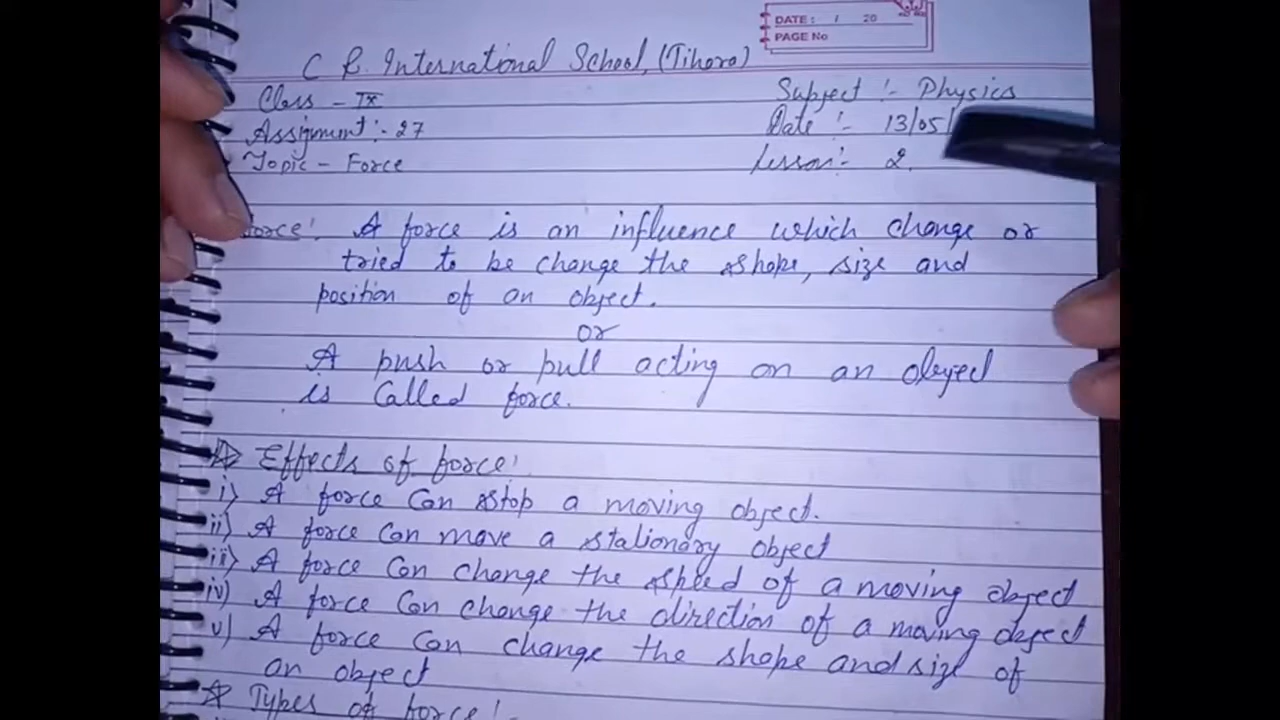 DATE: / 20
PAGE No
C R. International School, (Tihora)
Class - IX
Subject :- Physics
Assignment :- 27
Date :- 13/05/
Topic - Force
Lesson :- 2.
force: A force is an influence which change or
tried to be change the shape, size and
position of an object.
or
A push or pull acting on an object
is Called force.
Effects of force:
i) A force Can stop a moving object.
ii) A force Can move a stationary object
iii) A force Can change the speed of a moving object
iv) A force Can change the direction of a moving object
v) A force Can change the shape and size of
an object
Types of force: